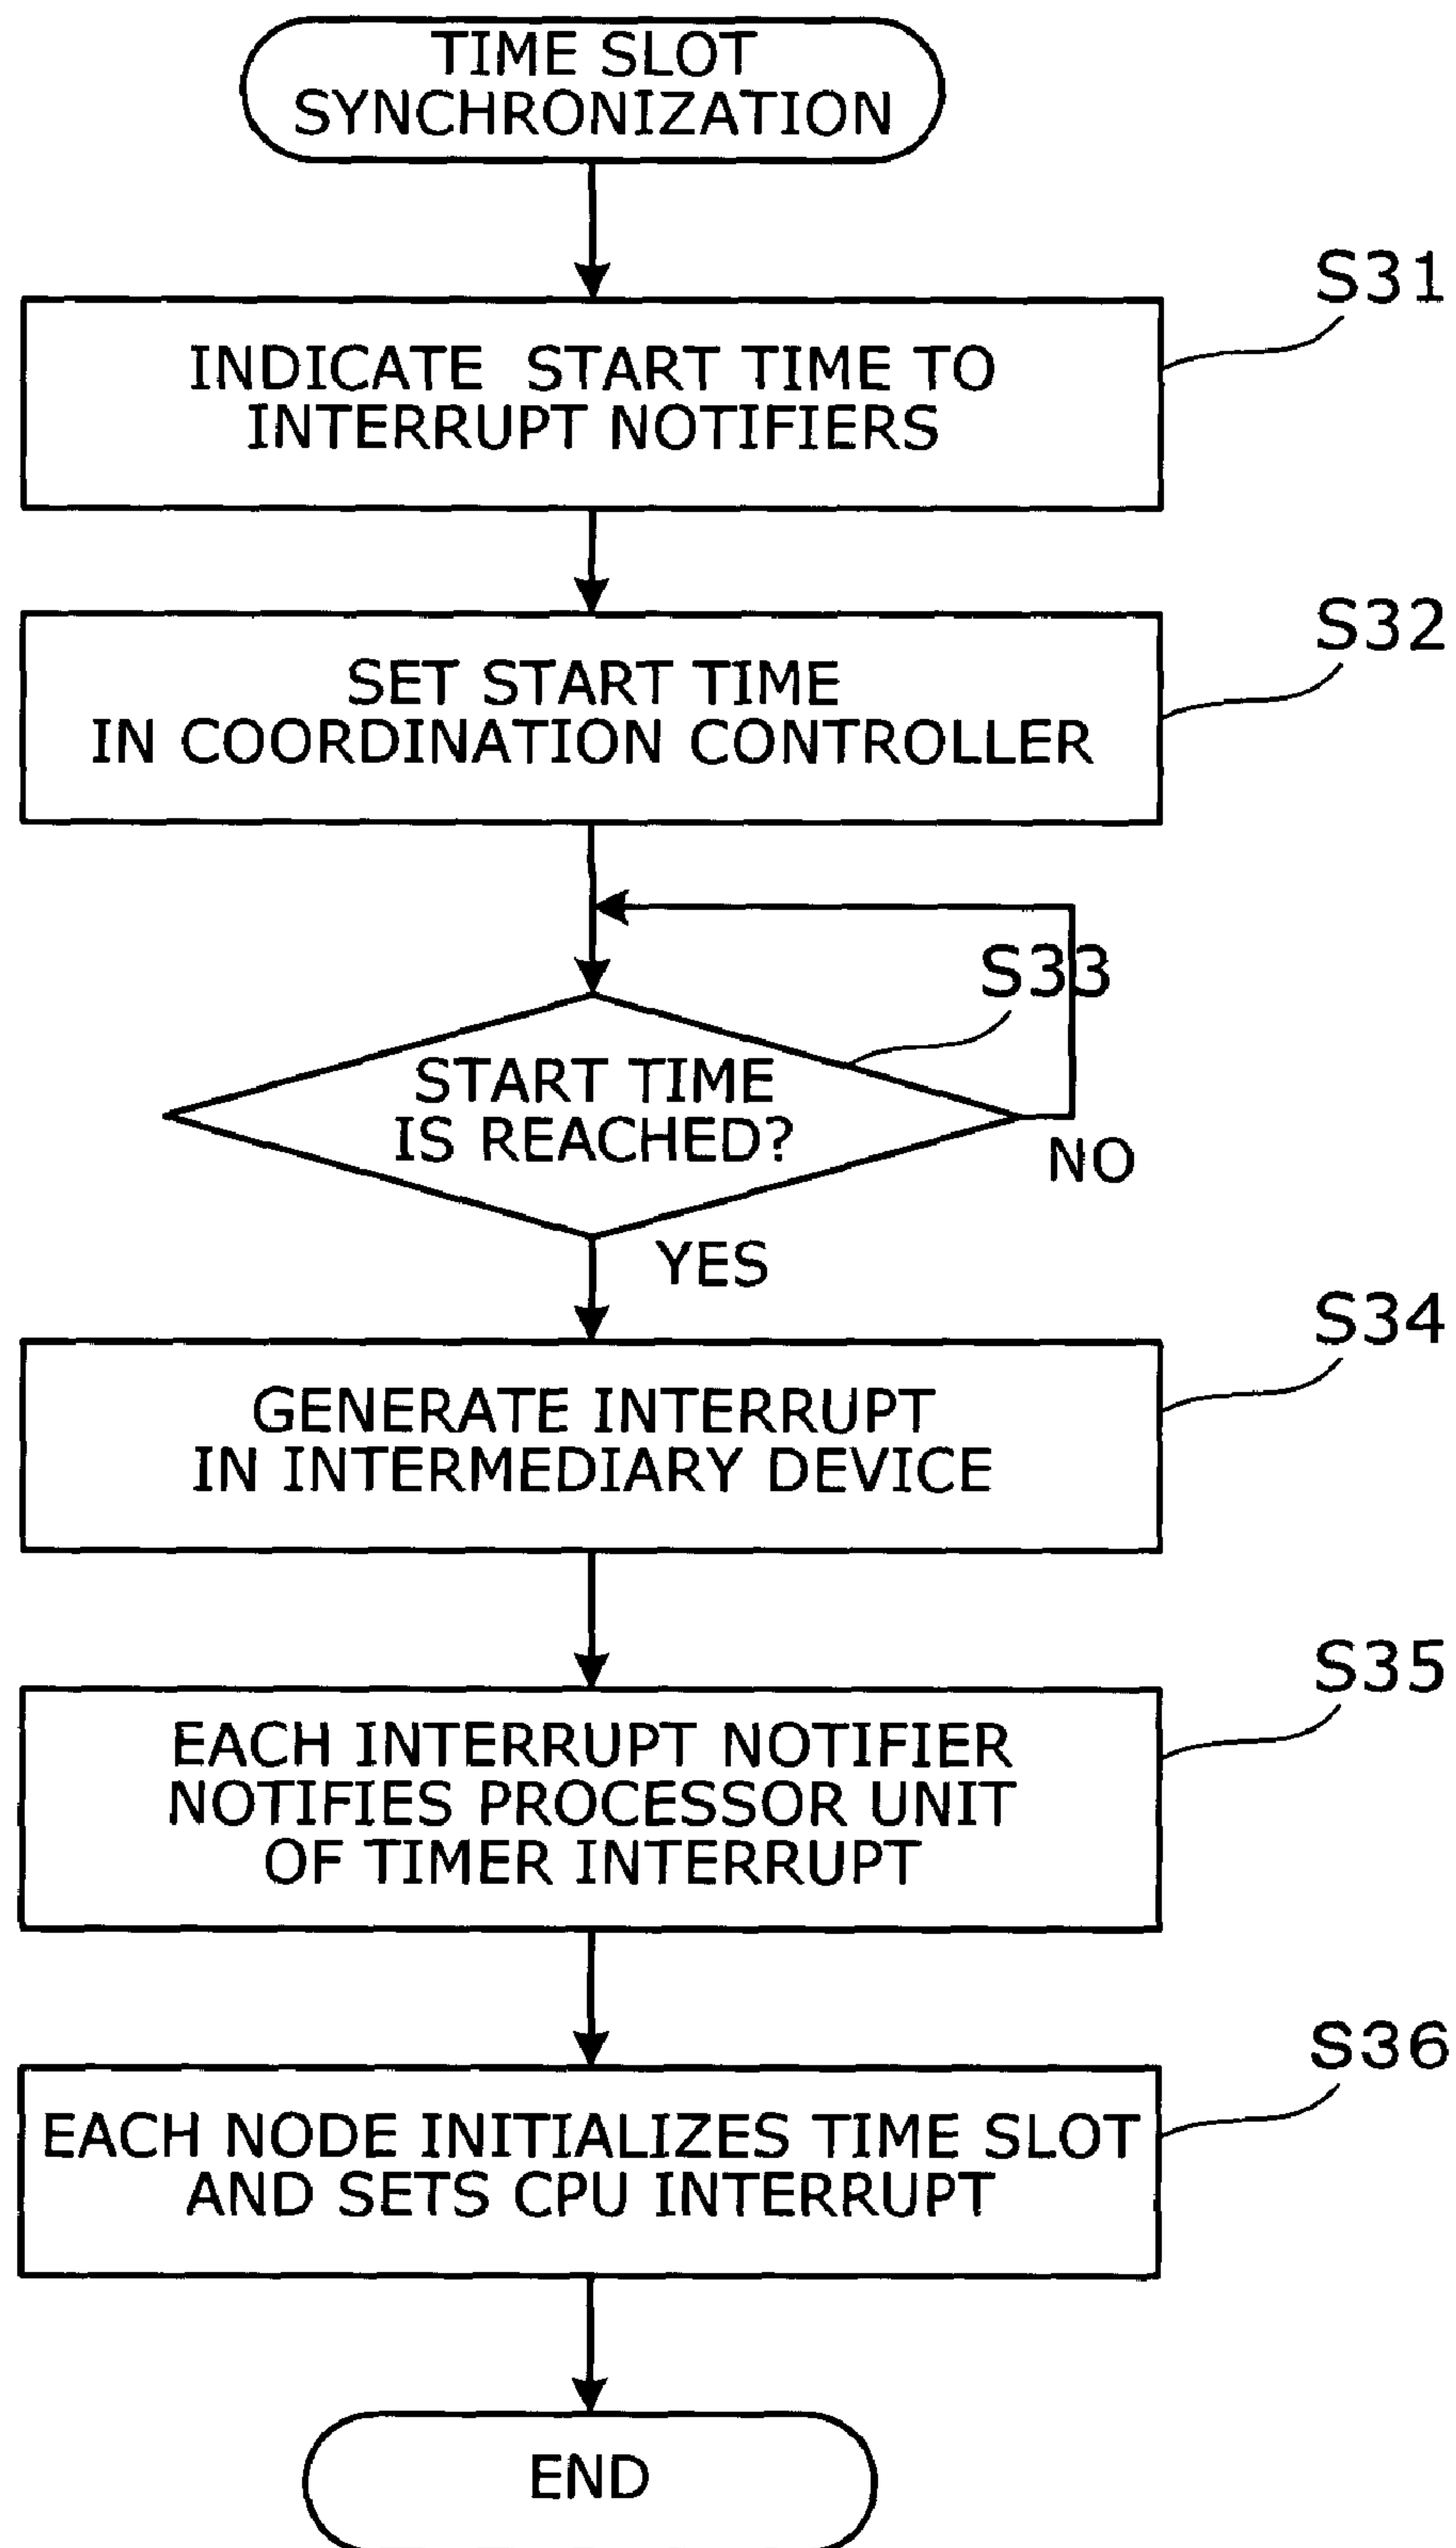 TIME SLOT
SYNCHRONIZATION
S31
INDICATE START TIME TO
INTERRUPT NOTIFIERS
S32
SET START TIME
IN COORDINATION CONTROLLER
S33
START TIME
IS REACHED?
NO
YES
S34
GENERATE INTERRUPT
IN INTERMEDIARY DEVICE
S35
EACH INTERRUPT NOTIFIER
NOTIFIES PROCESSOR UNIT
OF TIMER INTERRUPT
S36
EACH NODE INITIALIZES TIME SLOT
AND SETS CPU INTERRUPT
END